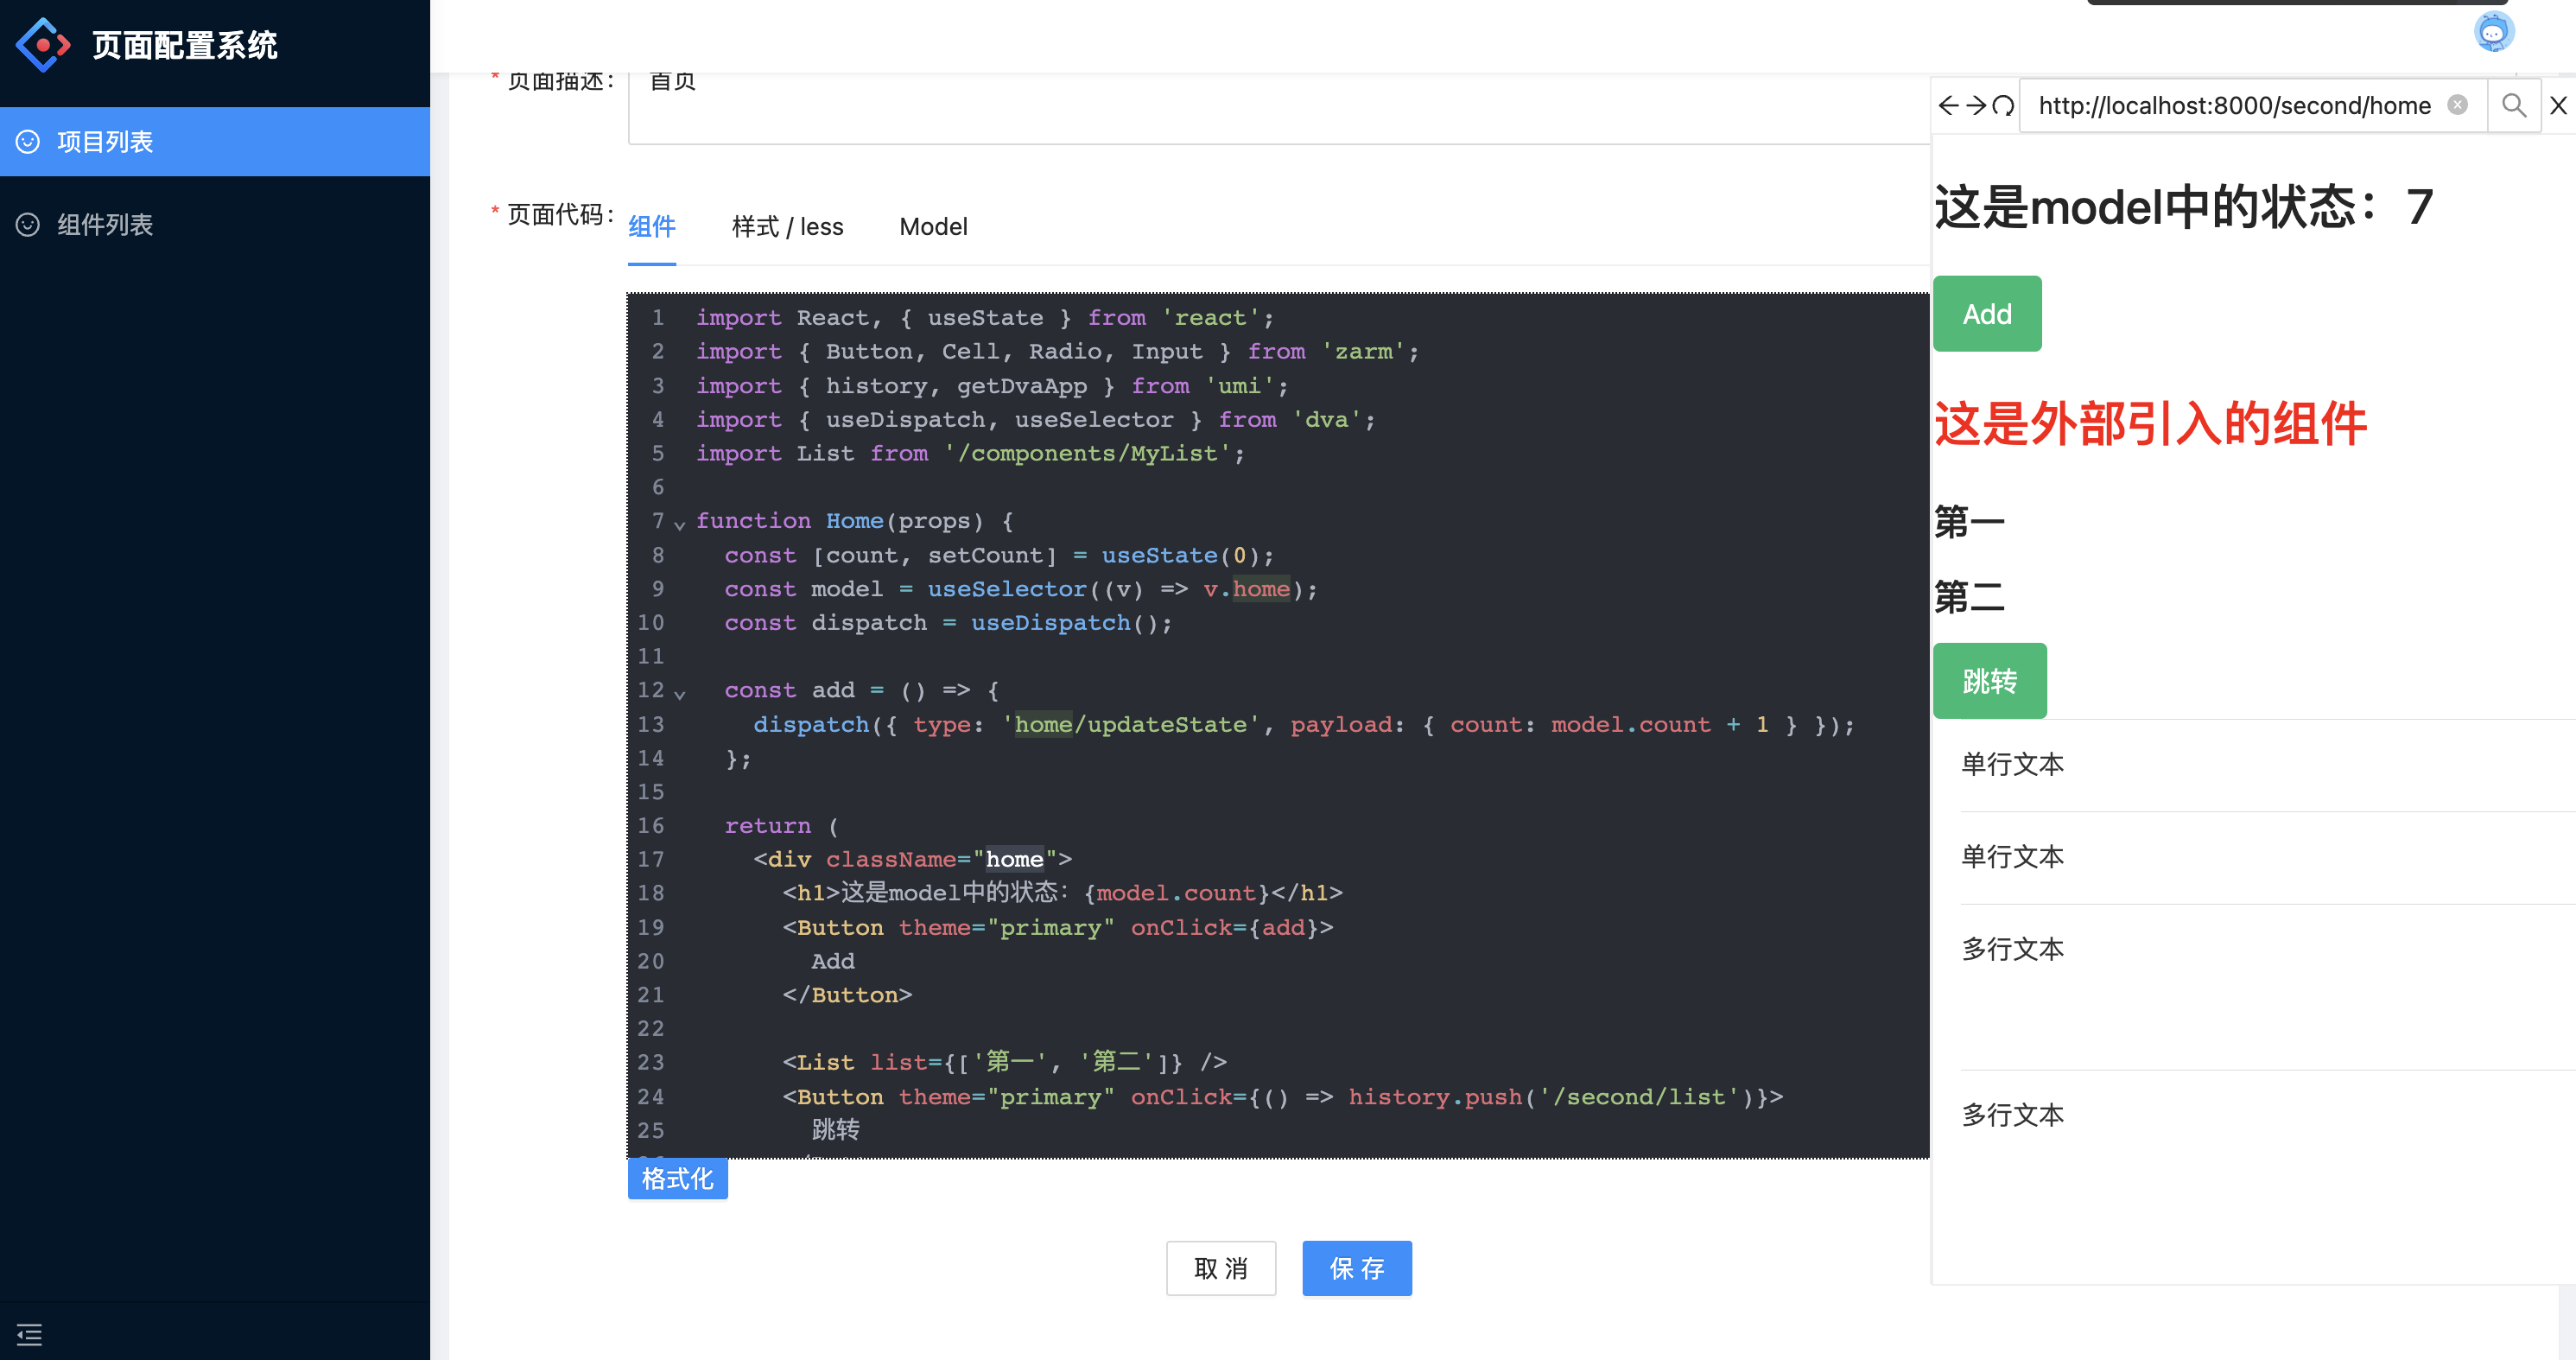 页面配置系统
项目列表
组件列表
* 页面描述：
首页
* 页面代码：
组件
样式 / less
Model
1 import React, { useState } from 'react';
2 import { Button, Cell, Radio, Input } from 'zarm';
3 import { history, getDvaApp } from 'umi';
4 import { useDispatch, useSelector } from 'dva';
5 import List from '/components/MyList';
6
7 function Home(props) {
8   const [count, setCount] = useState(0);
9   const model = useSelector((v) => v.home);
10   const dispatch = useDispatch();
11
12   const add = () => {
13     dispatch({ type: 'home/updateState', payload: { count: model.count + 1 } });
14   };
15
16   return (
17     <div className="home">
18       <h1>这是model中的状态：{model.count}</h1>
19       <Button theme="primary" onClick={add}>
20         Add
21       </Button>
22
23       <List list={['第一', '第二']} />
24       <Button theme="primary" onClick={() => history.push('/second/list')}>
25         跳转
格式化
取 消
保 存
http://localhost:8000/second/home
X
这是model中的状态：7
Add
这是外部引入的组件
第一
第二
跳转
单行文本
单行文本
多行文本
多行文本